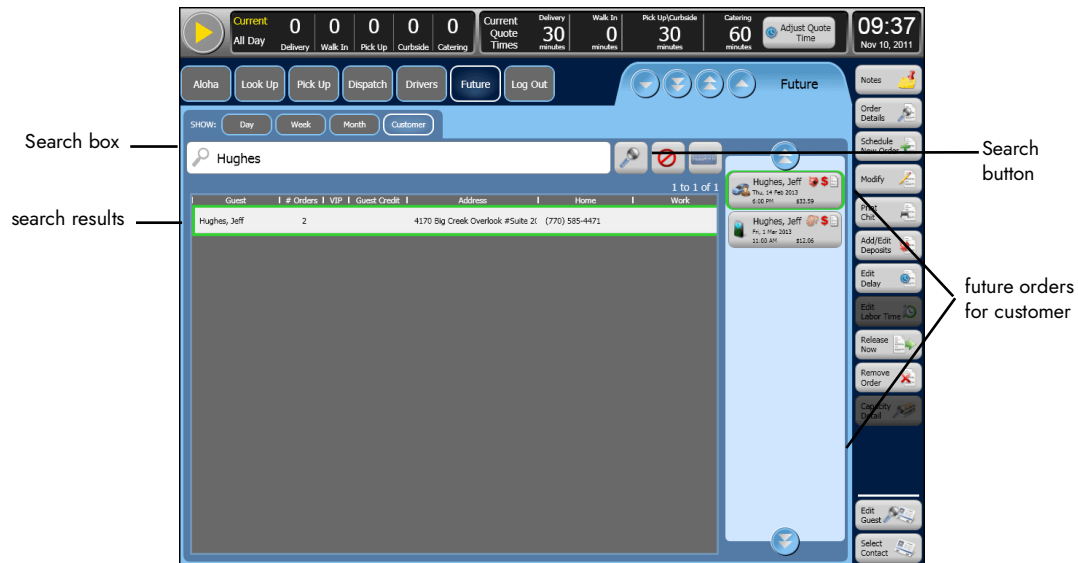 Current
All Day
0 0 0 0 0
Delivery Walk In Pick Up Curbside Catering
Current
Quote
Times
Delivery
30
minutes
Walk In
0
minutes
Pick Up\Curbside
30
minutes
Catering
60
minutes
Adjust Quote
Time
09:37
Nov 10, 2011
Aloha Look Up Pick Up Dispatch Drivers Future Log Out
Future
SHOW: Day Week Month Customer
Search box
Hughes
Search
button
1 to 1 of 1
search results
Guest # Orders VIP Guest Credit Address Home Work
Hughes, Jeff 2 4170 Big Creek Overlook #Suite 2( (770) 585-4471
Hughes, Jeff
Thu, 14 Feb 2013
6:00 PM $33.59
Hughes, Jeff
Fri, 1 Mar 2013
11:00 AM $12.06
future orders
for customer
Notes
Order
Details
Schedule
New Order
Modify
Print
Chit
Add/Edit
Deposits
Edit
Delay
Edit
Labor Time
Release
Now
Remove
Order
Capacity
Detail
Edit
Guest
Select
Contact